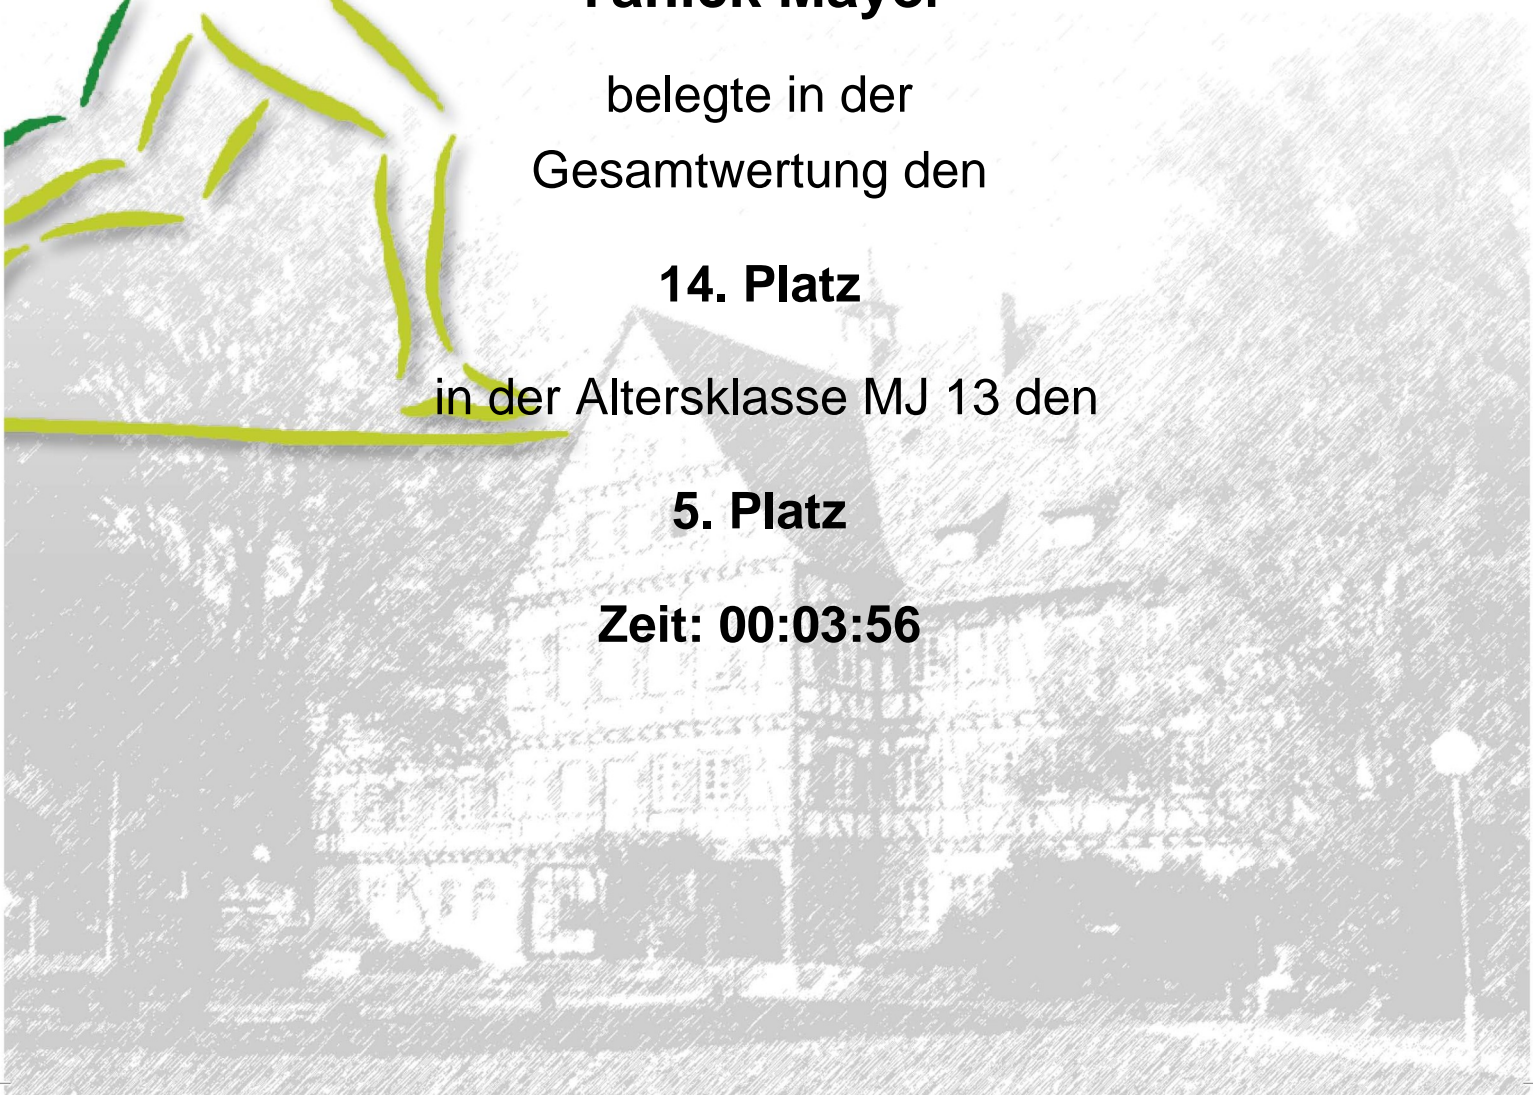 belegte in der
Gesamtwertung den
14. Platz
in der Altersklasse MJ 13 den
5. Platz
Zeit: 00:03:56